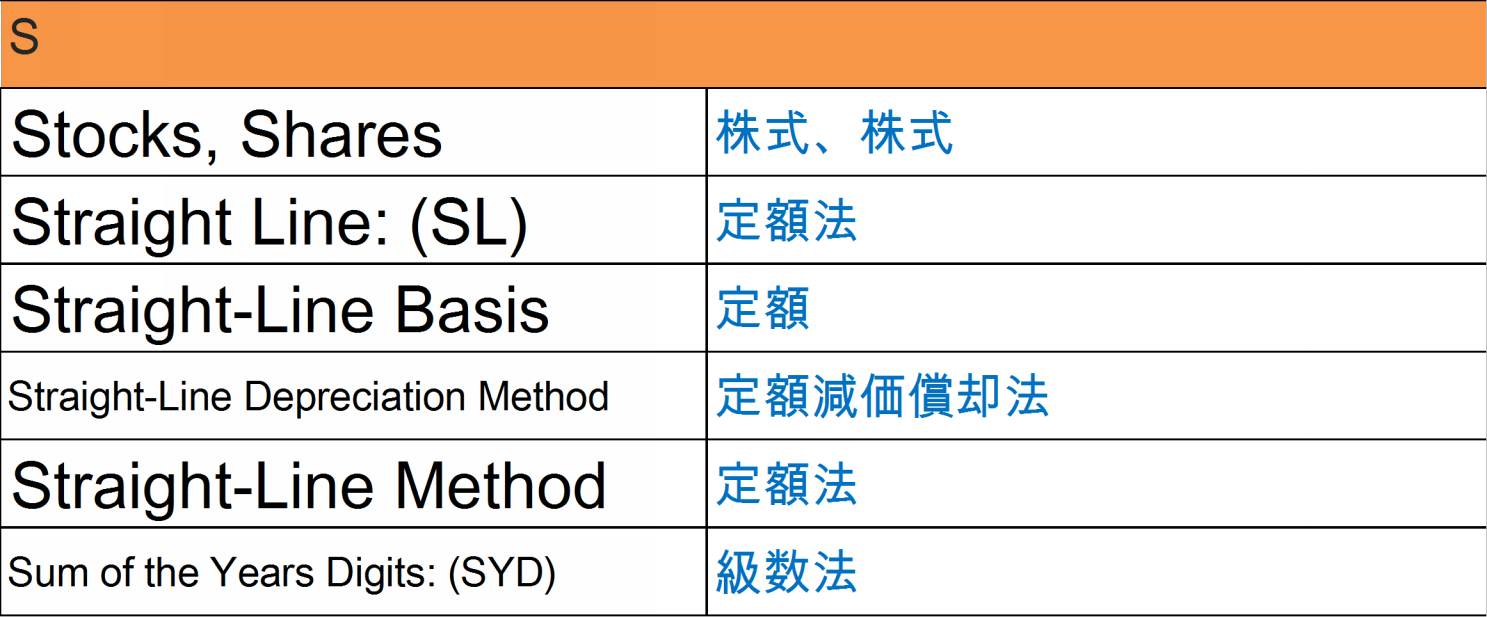 S
Stocks, Shares 株式、株式
Straight Line: (SL) 定額法
Straight-Line Basis 定額
Straight-Line Depreciation Method 定額減価償却法
Straight-Line Method 定額法
Sum of the Years Digits: (SYD) 級数法